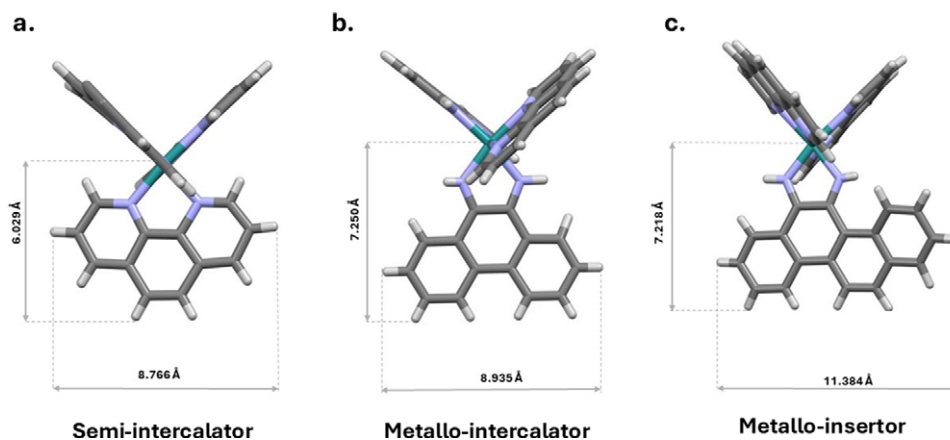 a.
b.
c.
6.029 Å
7.250 Å
7.218 Å
8.766 Å
8.935 Å
11.384 Å
Semi-intercalator
Metallo-intercalator
Metallo-insertor